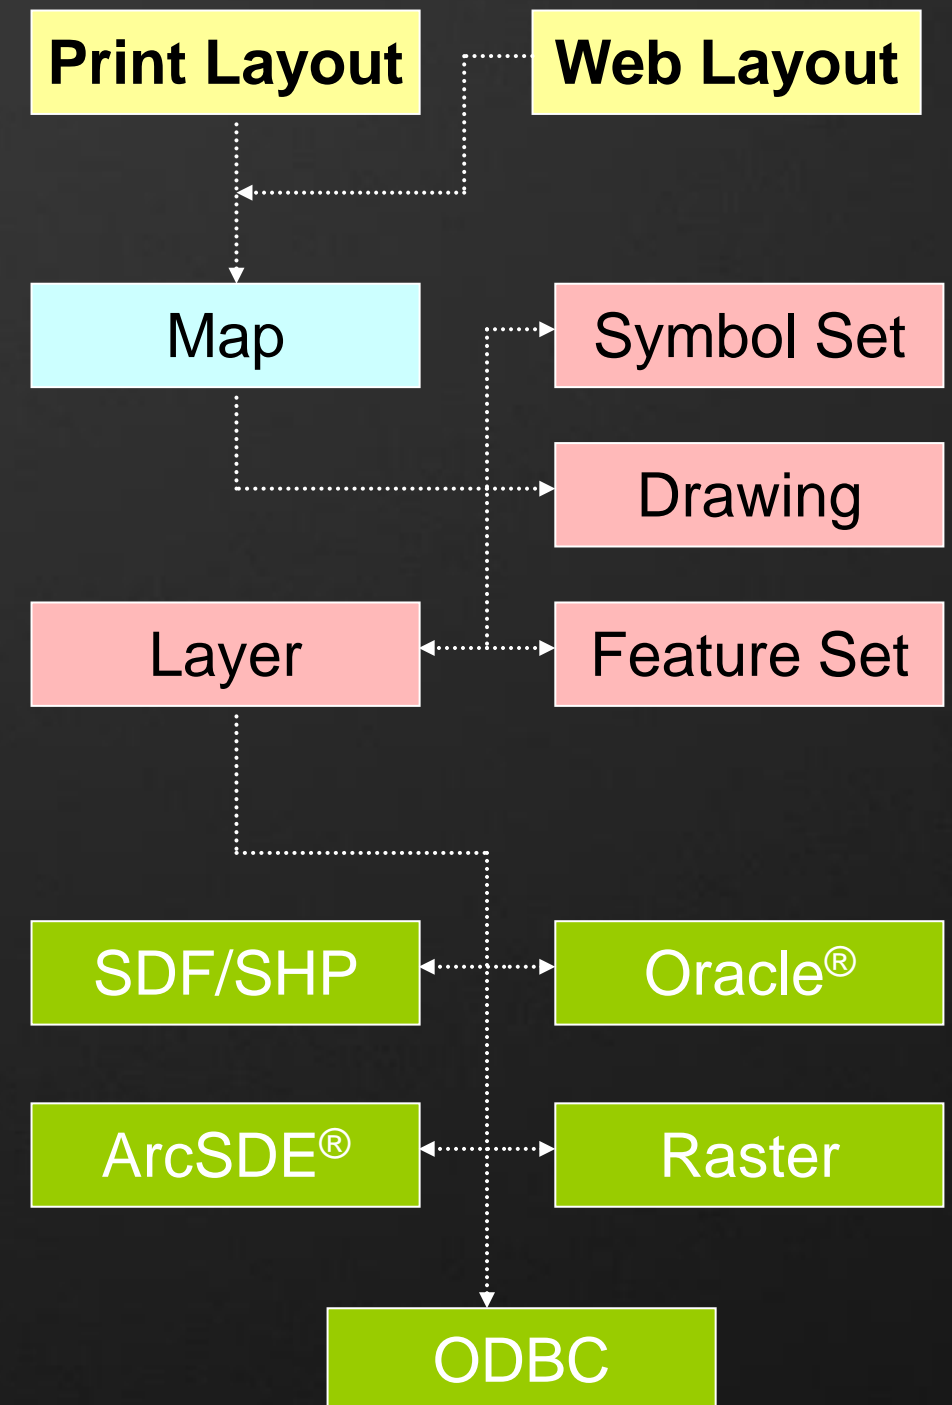 Print Layout
Web Layout
Map
Symbol Set
Drawing
Layer
Feature Set
SDF/SHP
Oracle®
ArcSDE®
Raster
ODBC